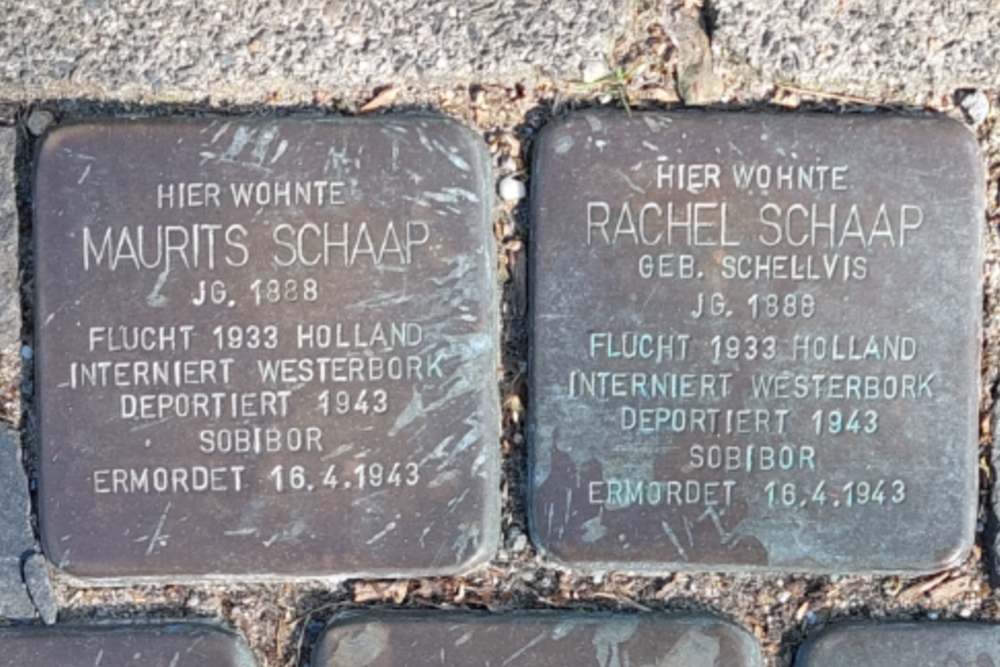 HIER WOHNTE
MAURITS SCHAAP
JG. 1888
FLUCHT 1933 HOLLAND
INTERNIERT WESTERBORK
DEPORTIERT 1943
SOBIBOR
ERMORDET 16.4.1943
HIER WOHNTE
RACHEL SCHAAP
GEB. SCHELLVIS
JG. 1888
FLUCHT 1933 HOLLAND
INTERNIERT WESTERBORK
DEPORTIERT 1943
SOBIBOR
ERMORDET 16.4.1943